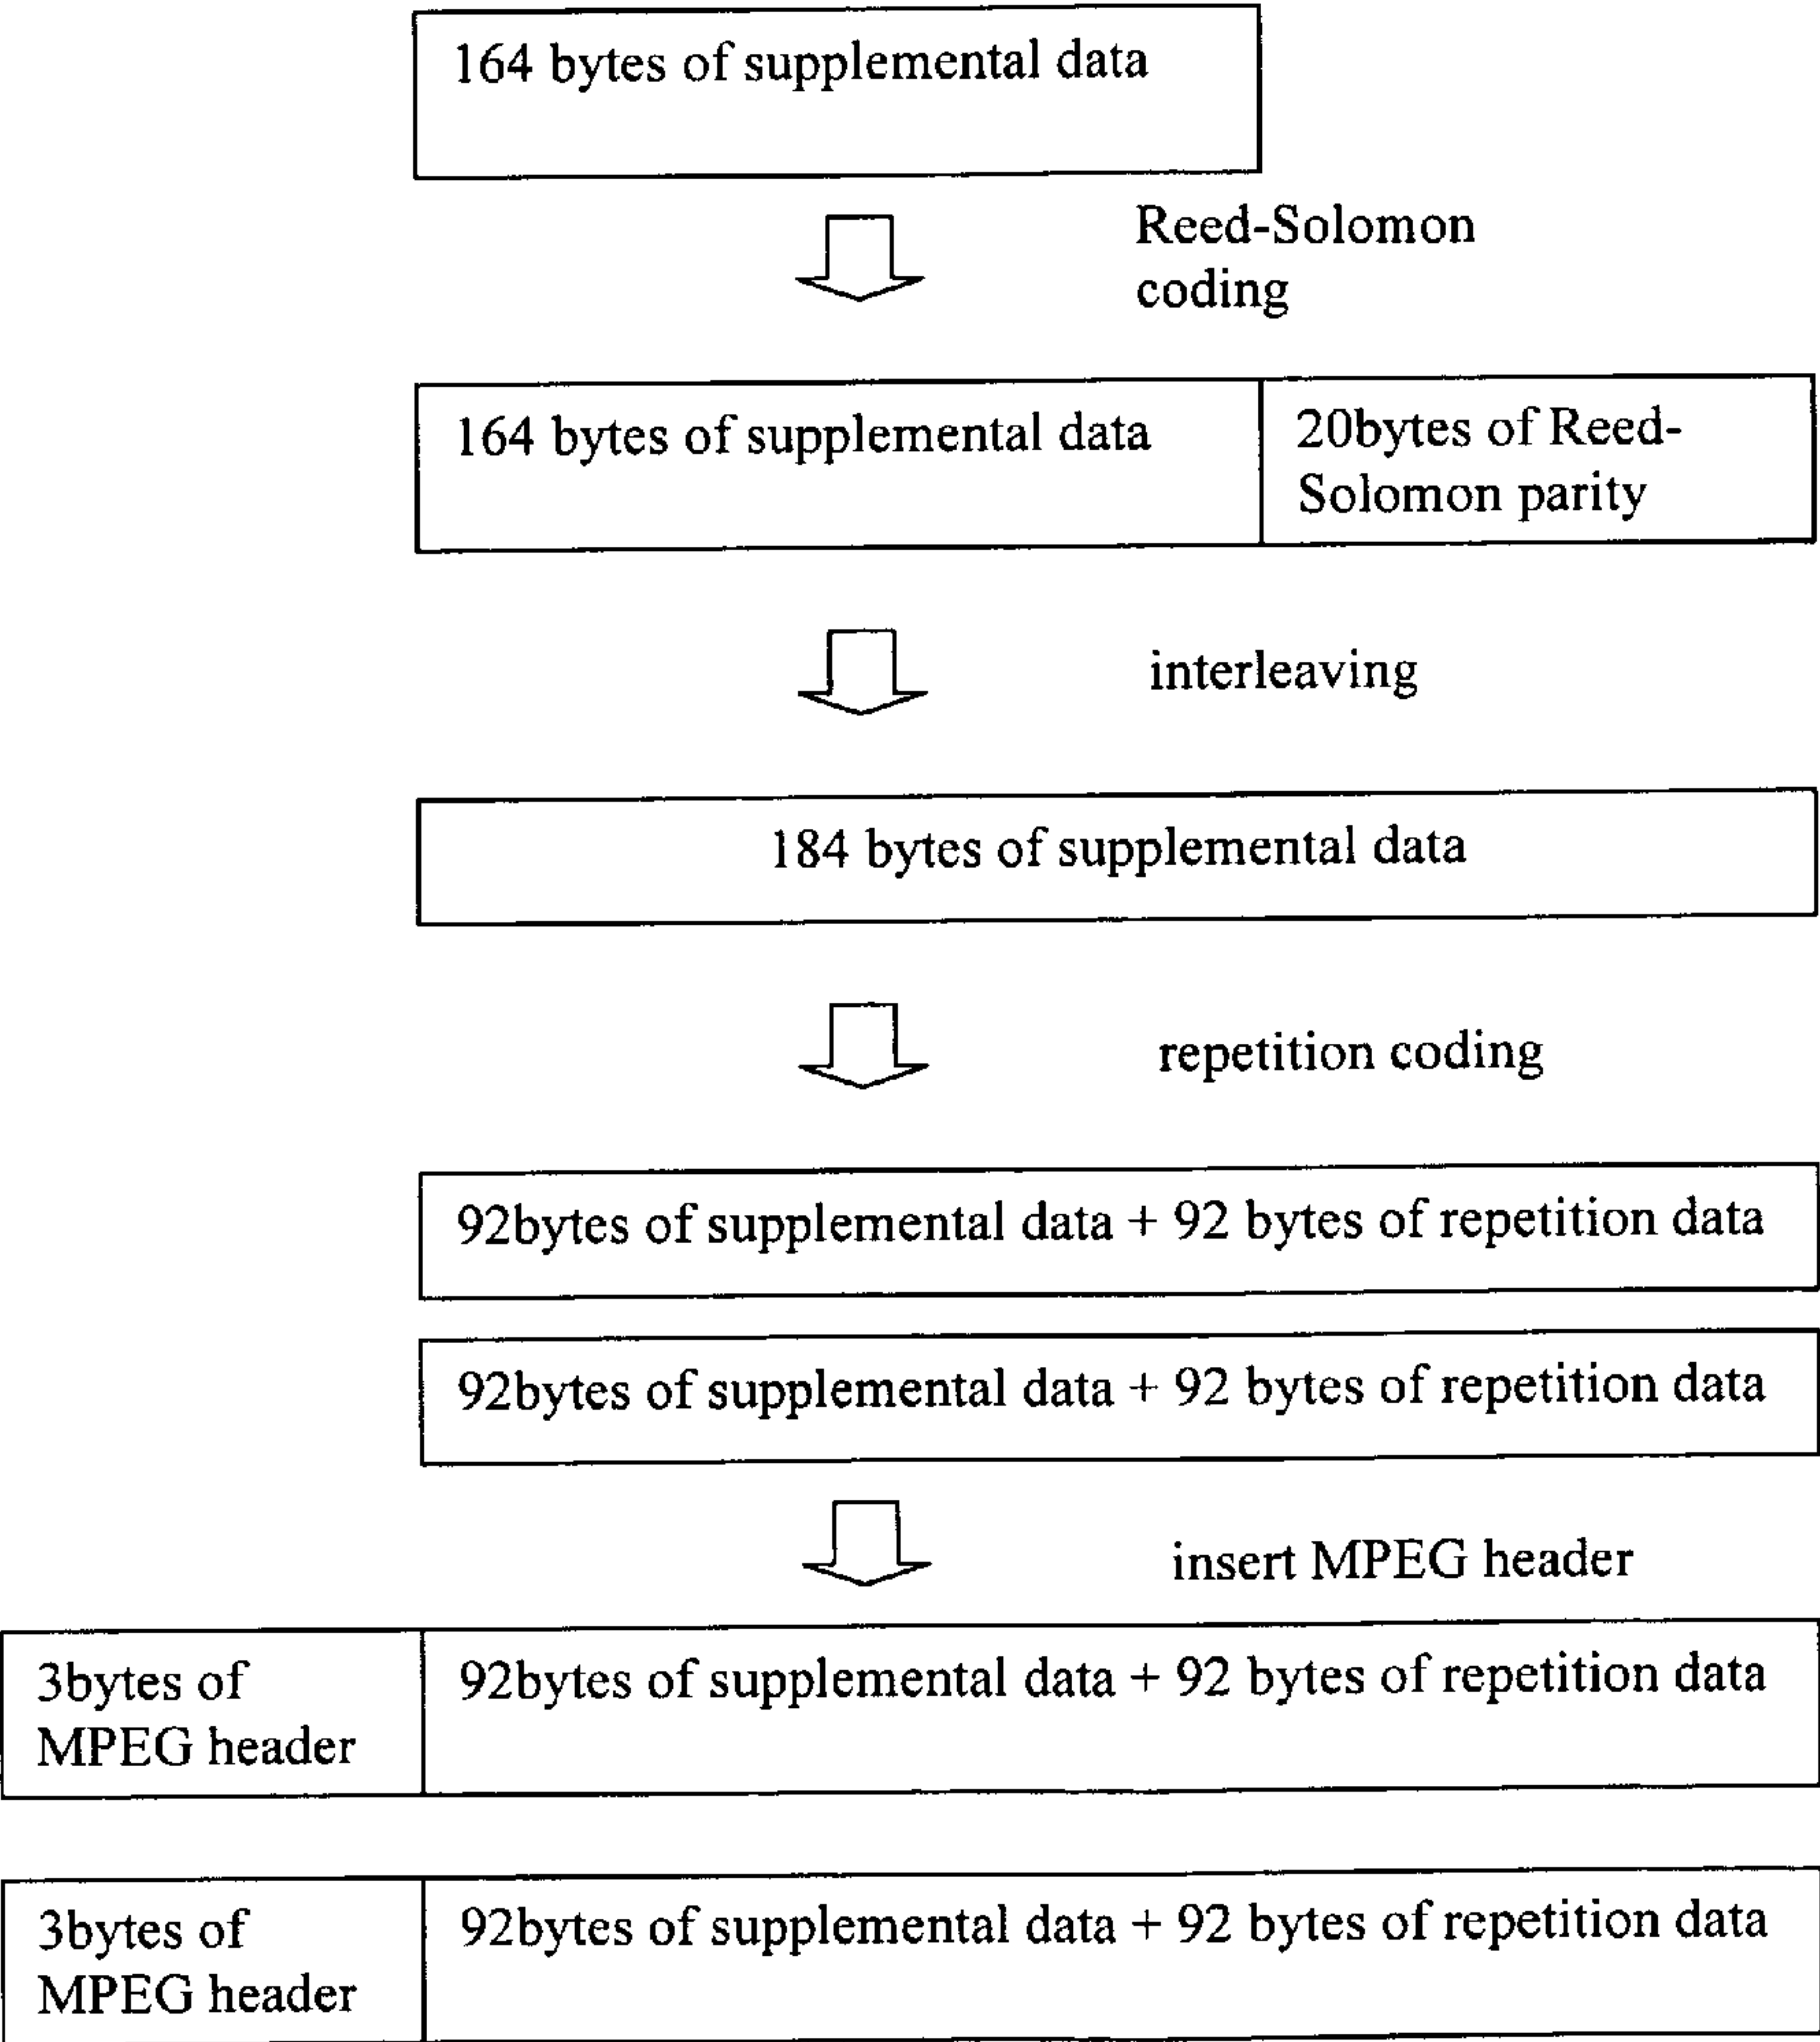 164 bytes of supplemental data
Reed-Solomon
coding
164 bytes of supplemental data
20bytes of Reed-
Solomon parity
interleaving
184 bytes of supplemental data
repetition coding
92bytes of supplemental data + 92 bytes of repetition data
92bytes of supplemental data + 92 bytes of repetition data
insert MPEG header
3bytes of
MPEG header
92bytes of supplemental data + 92 bytes of repetition data
3bytes of
MPEG header
92bytes of supplemental data + 92 bytes of repetition data